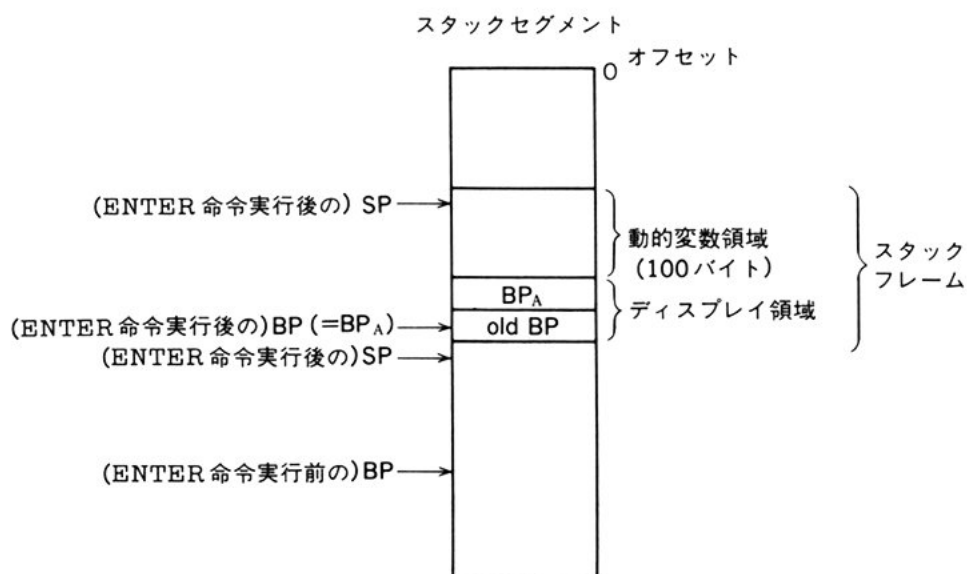 スタックセグメント
0 オフセット
(ENTER 命令実行後の) SP
動的変数領域
(100バイト)
スタック
フレーム
BPA
ディスプレイ領域
(ENTER 命令実行後の)BP (=BPA)
old BP
(ENTER 命令実行後の)SP
(ENTER 命令実行前の)BP